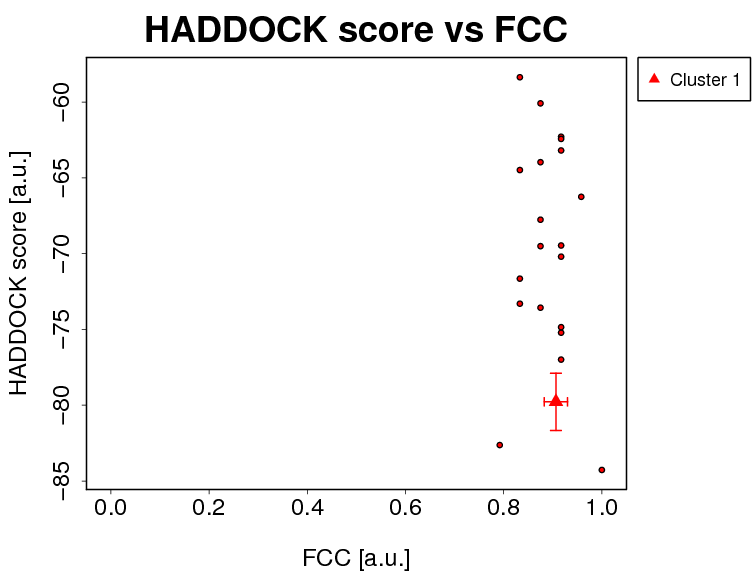 HADDOCK score vs FCC
Cluster 1
HADDOCK score [a.u.]
−60
−65
−70
−75
−80
−85
0.0 0.2 0.4 0.6 0.8 1.0
FCC [a.u.]